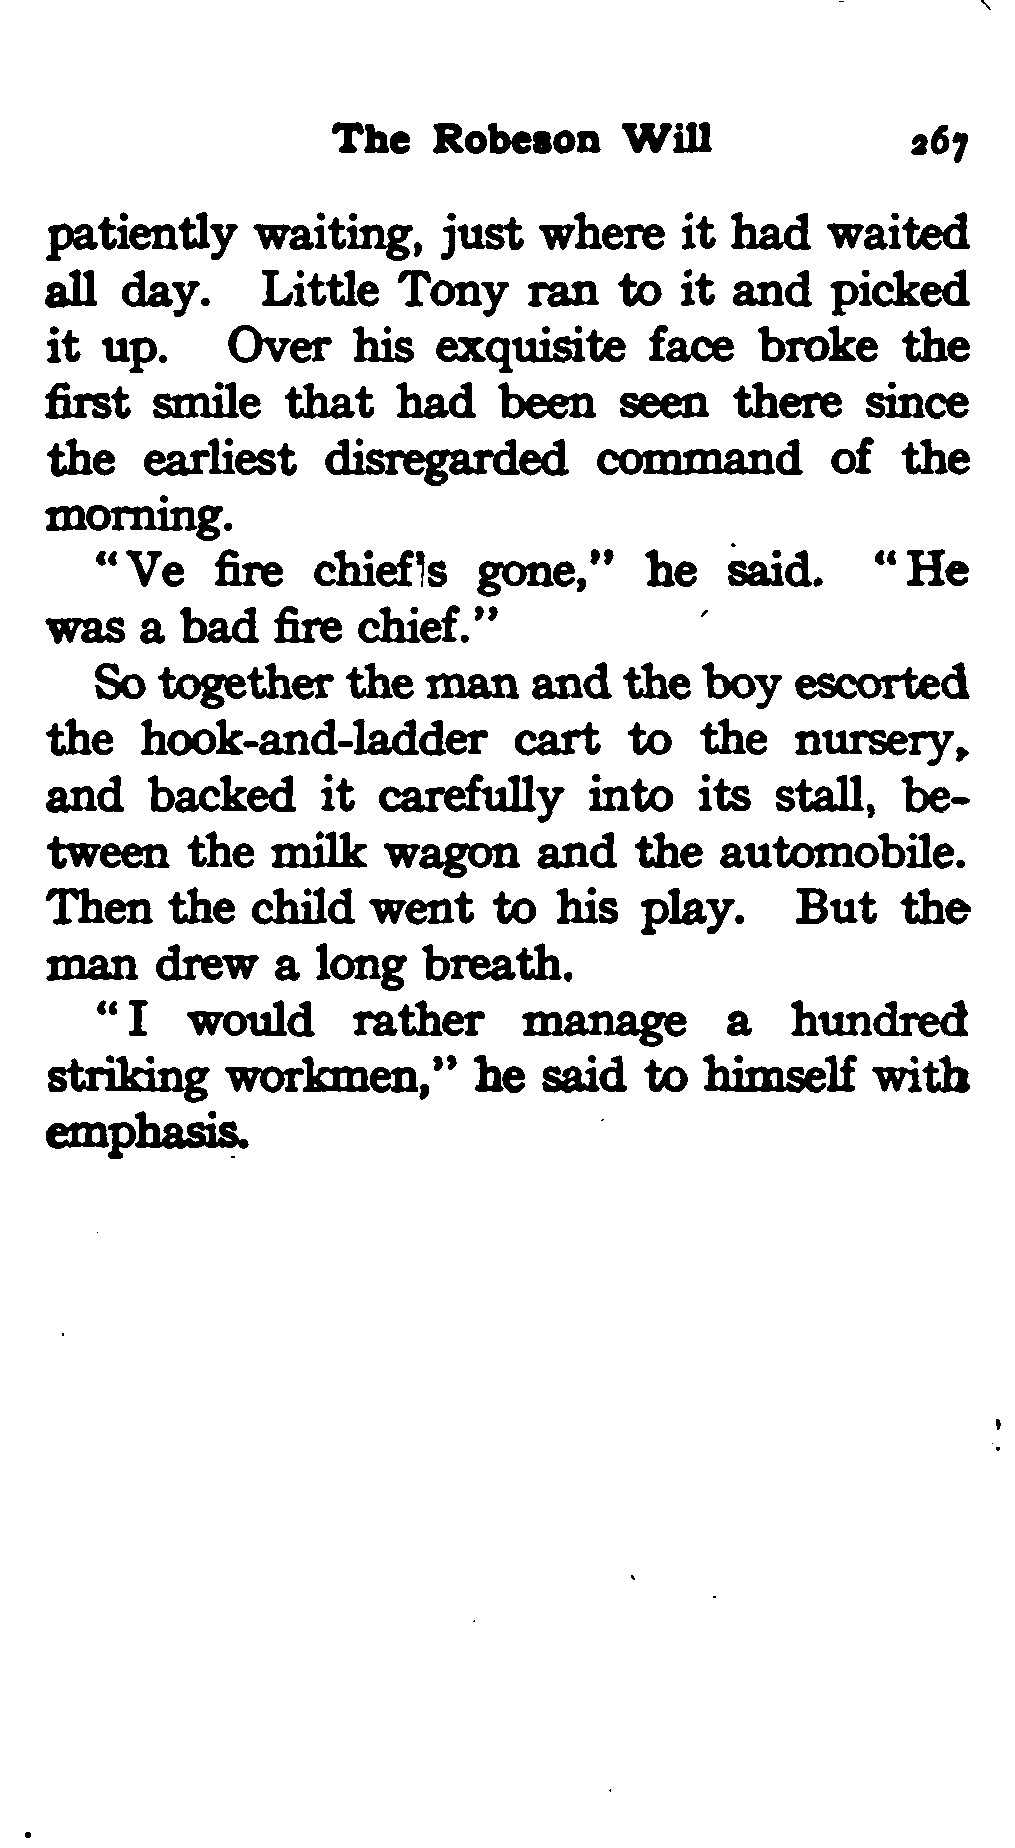 The Robeson Will 267
patiently waiting, just where it had waited
all day. Little Tony ran to it and picked
it up. Over his exquisite face broke the
first smile that had been seen there since
the earliest disregarded command of the
morning.
"Ve fire chief's gone," he said. "He
was a bad fire chief."
So together the man and the boy escorted
the hook-and-ladder cart to the nursery,
and backed it carefully into its stall, be-
tween the milk wagon and the automobile.
Then the child went to his play. But the
man drew a long breath.
"I would rather manage a hundred
striking workmen," he said to himself with
emphasis.